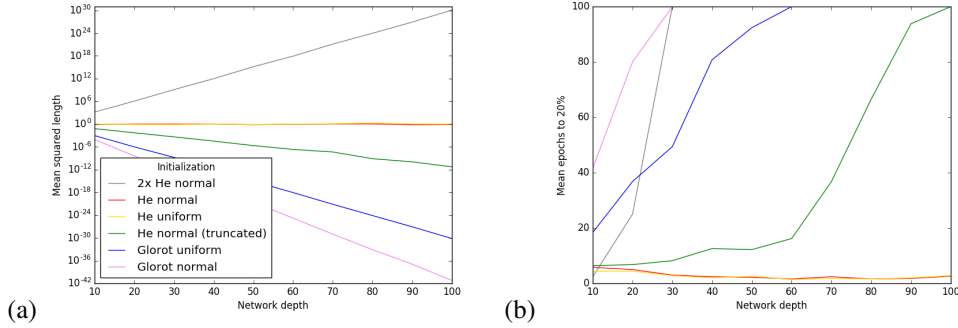 10^30
10^24
10^18
10^12
10^6
10^0
10^-6
10^-12
10^-18
10^-24
10^-30
10^-36
10^-42
Mean squared length
10 20 30 40 50 60 70 80 90 100
Network depth
Initialization
2x He normal
He normal
He uniform
He normal (truncated)
Glorot uniform
Glorot normal
(a)
100
80
60
40
20
0
Mean epochs to 20%
10 20 30 40 50 60 70 80 90 100
Network depth
(b)